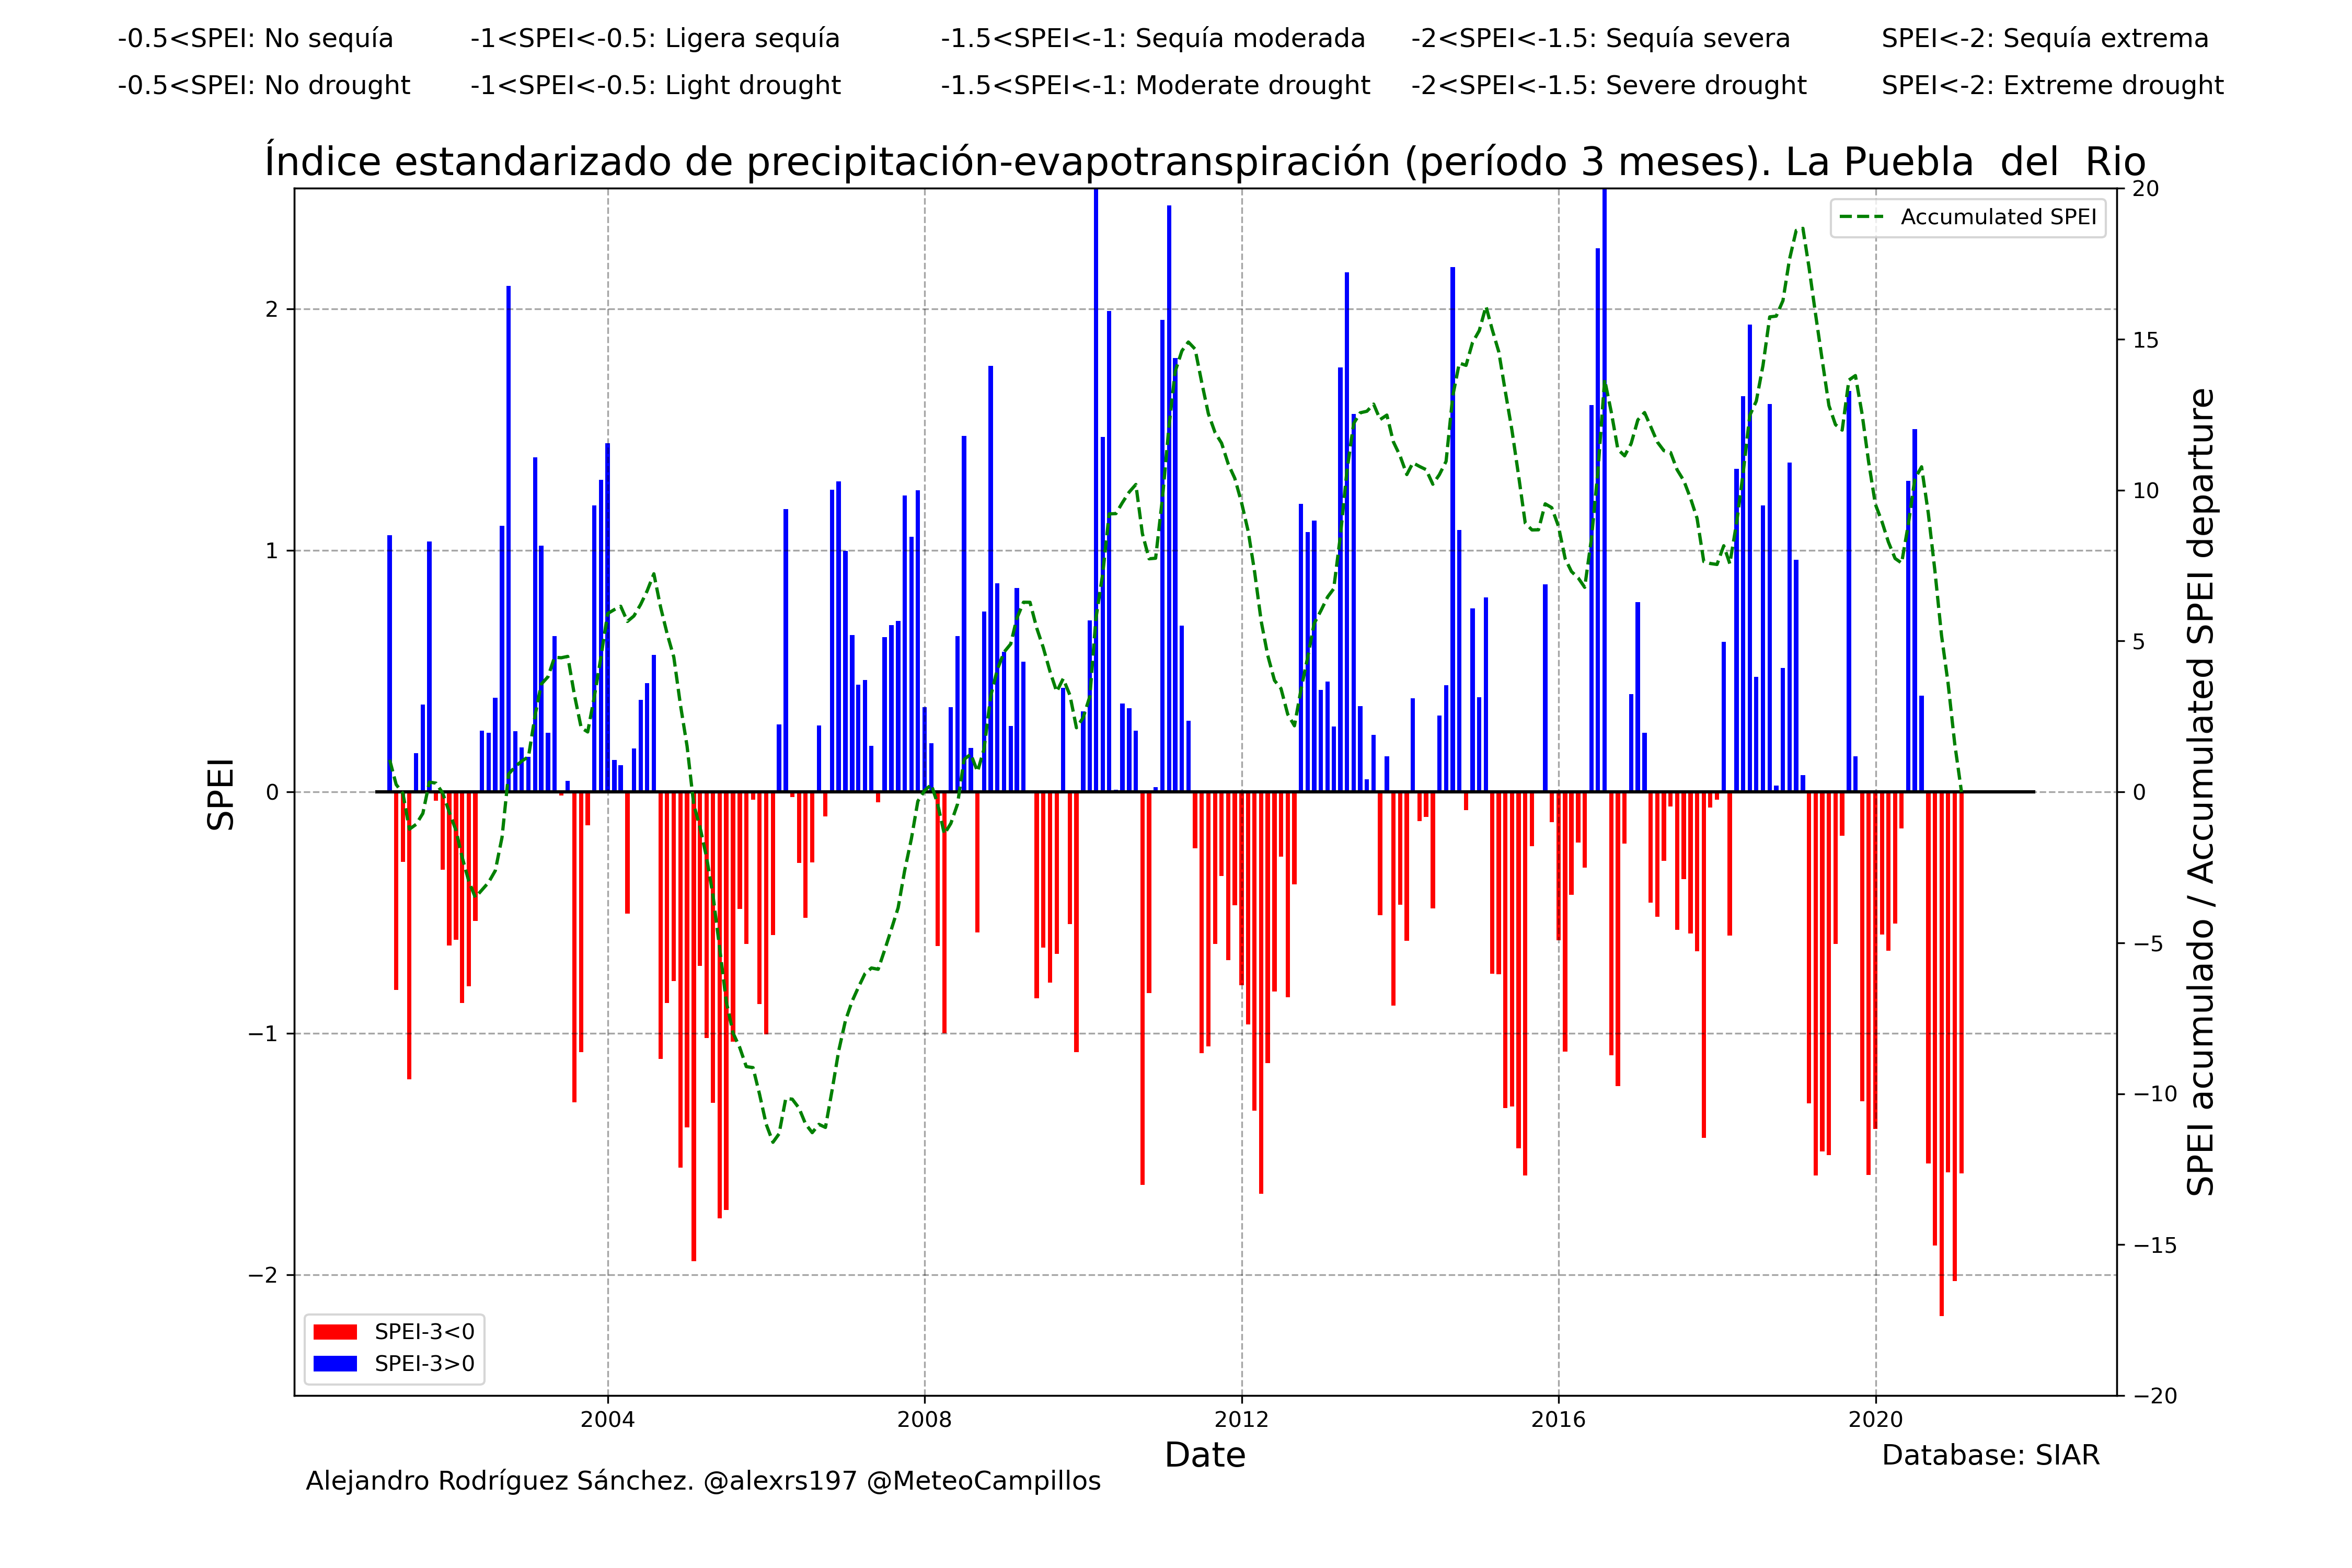 -0.5<SPEI: No sequía -1<SPEI<-0.5: Ligera sequía -1.5<SPEI<-1: Sequía moderada -2<SPEI<-1.5: Sequía severa SPEI<-2: Sequía extrema
-0.5<SPEI: No drought -1<SPEI<-0.5: Light drought -1.5<SPEI<-1: Moderate drought -2<SPEI<-1.5: Severe drought SPEI<-2: Extreme drought
Índice estandarizado de precipitación-evapotranspiración (período 3 meses). La Puebla  del  Rio
Accumulated SPEI
SPEI
2
1
0
−1
−2
20
15
10
5
0
−5
−10
−15
−20
SPEI acumulado / Accumulated SPEI departure
SPEI-3<0
SPEI-3>0
2004 2008 2012 2016 2020
Date
Database: SIAR
Alejandro Rodríguez Sánchez. @alexrs197 @MeteoCampillos